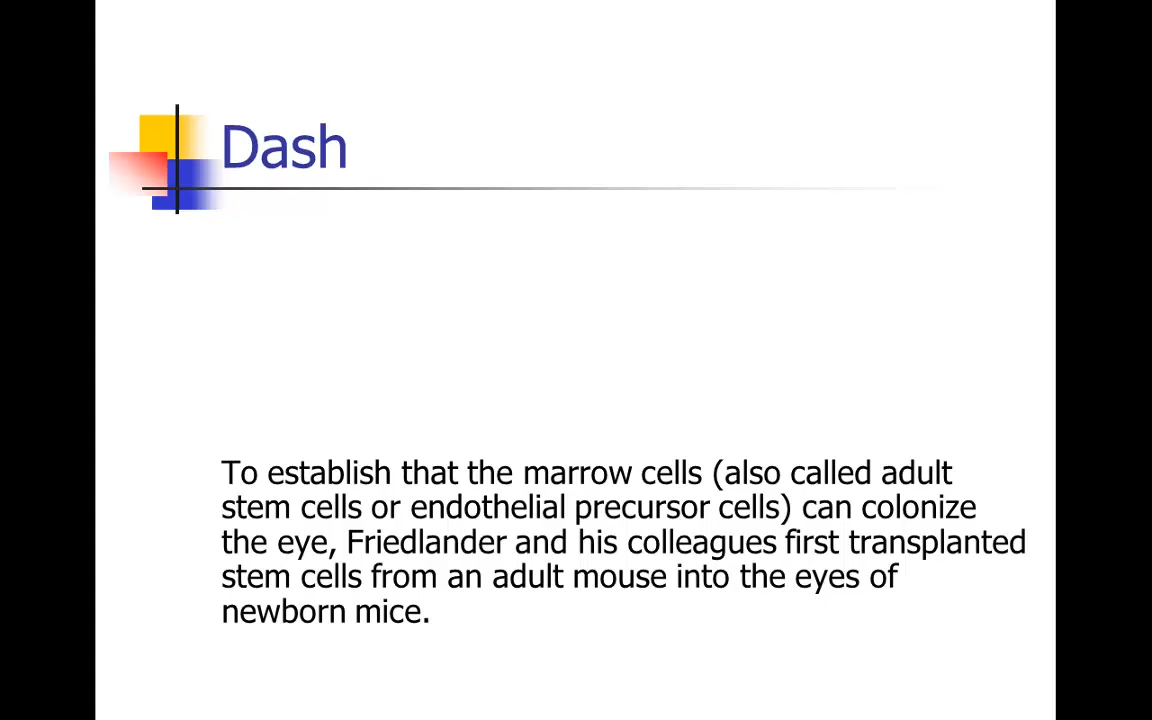 Dash
To establish that the marrow cells (also called adult
stem cells or endothelial precursor cells) can colonize
the eye, Friedlander and his colleagues first transplanted
stem cells from an adult mouse into the eyes of
newborn mice.